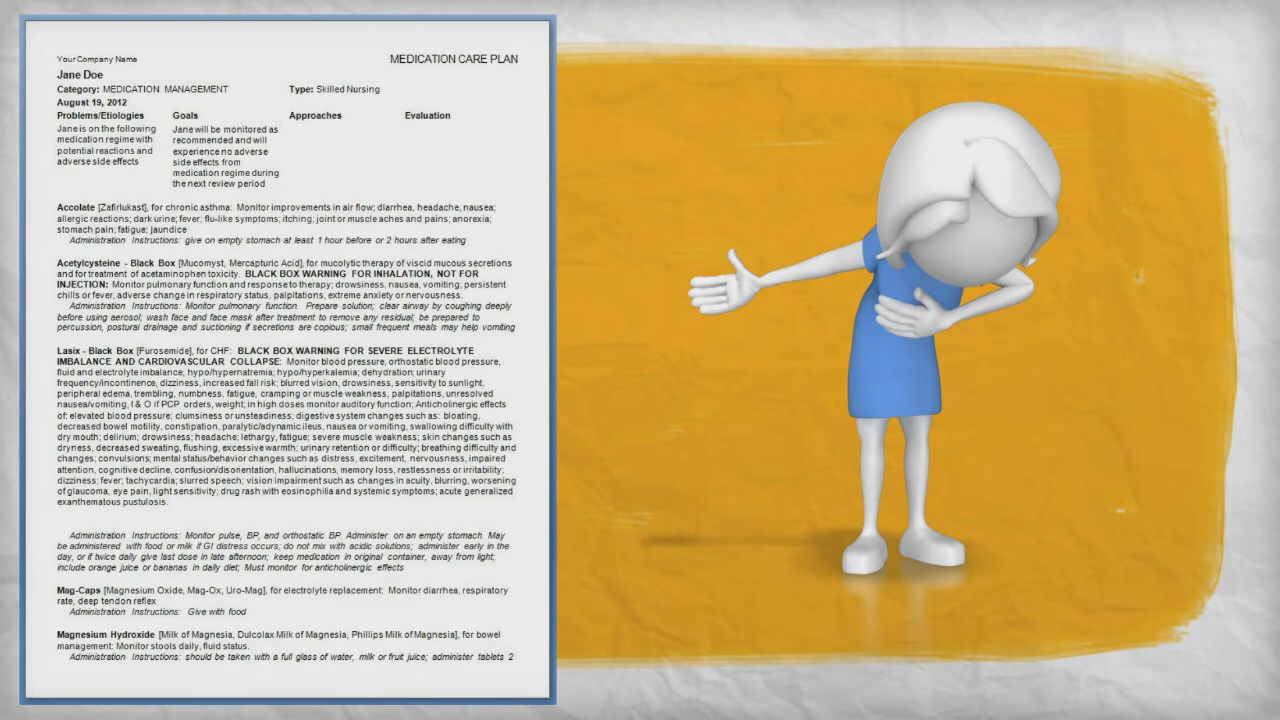 Your Company Name
MEDICATION CARE PLAN
Jane Doe
Category: MEDICATION MANAGEMENT
Type: Skilled Nursing
August 19, 2012
Problems/Etiologies
Goals
Approaches
Evaluation
Jane is on the following
medication regime with
potential reactions and
adverse side effects
Jane will be monitored as
recommended and will
experience no adverse
side effects from
medication regime during
the next review period
Accolate [Zafirlukast], for chronic asthma: Monitor improvements in air flow; diarrhea, headache, nausea;
allergic reactions; dark urine; fever; flu-like symptoms; itching; joint or muscle aches and pains; anorexia;
stomach pain; fatigue; jaundice
Administration Instructions: give on empty stomach at least 1 hour before or 2 hours after eating
Acetylcysteine - Black Box [Mucomyst, Mercapturic Acid], for mucolytic therapy of viscid mucous secretions
and for treatment of acetaminophen toxicity. BLACK BOX WARNING FOR INHALATION, NOT FOR
INJECTION: Monitor pulmonary function and response to therapy; drowsiness, nausea, vomiting; persistent
chills or fever, adverse change in respiratory status, palpitations, extreme anxiety or nervousness.
Administration Instructions: Monitor pulmonary function. Prepare solution; clear airway by coughing deeply
before using aerosol; wash face and face mask after treatment to remove any residual; be prepared to
percussion, postural drainage and suctioning if secretions are copious; small frequent meals may help vomiting
Lasix - Black Box [Furosemide], for CHF: BLACK BOX WARNING FOR SEVERE ELECTROLYTE
IMBALANCE AND CARDIOVASCULAR COLLAPSE: Monitor blood pressure, orthostatic blood pressure,
fluid and electrolyte imbalance; hypo/hypernatremia; hypo/hyperkalemia; dehydration; urinary
frequency/incontinence, dizziness, increased fall risk; blurred vision, drowsiness, sensitivity to sunlight,
peripheral edema, trembling, numbness, fatigue, cramping or muscle weakness, palpitations, unresolved
nausea/vomiting, I & O if PCP orders, weight; in high doses monitor auditory function; Anticholinergic effects
of: elevated blood pressure; clumsiness or unsteadiness; digestive system changes such as: bloating,
decreased bowel motility, constipation, paralytic/adynamic ileus, nausea or vomiting, swallowing difficulty with
dry mouth; delirium; drowsiness; headache; lethargy, fatigue; severe muscle weakness; skin changes such as
dryness, decreased sweating, flushing, excessive warmth; urinary retention or difficulty; breathing difficulty and
changes; convulsions; mental status/behavior changes such as distress, excitement, nervousness, impaired
attention, cognitive decline, confusion/disorientation, hallucinations, memory loss, restlessness or irritability;
dizziness; fever; tachycardia; slurred speech; vision impairment such as changes in acuity, blurring, worsening
of glaucoma, eye pain, light sensitivity; drug rash with eosinophilia and systemic symptoms; acute generalized
exanthematous pustulosis.
Administration Instructions: Monitor pulse, BP, and orthostatic BP. Administer on an empty stomach. May
be administered with food or milk if GI distress occurs; do not mix with acidic solutions; administer early in the
day, or if twice daily give last dose in late afternoon; keep medication in original container, away from light;
include orange juice or bananas in daily diet; Must monitor for anticholinergic effects
Mag-Caps [Magnesium Oxide, Mag-Ox, Uro-Mag], for electrolyte replacement: Monitor diarrhea, respiratory
rate, deep tendon reflex
Administration Instructions: Give with food
Magnesium Hydroxide [Milk of Magnesia, Dulcolax Milk of Magnesia, Phillips Milk of Magnesia], for bowel
management: Monitor stools daily, fluid status.
Administration Instructions: should be taken with a full glass of water, milk or fruit juice; administer tablets 2